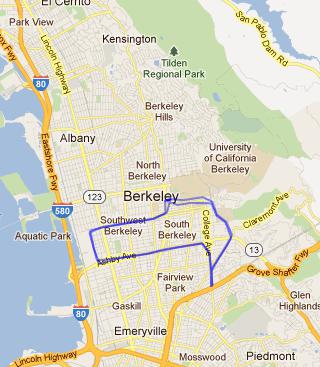 El Cerrito
Park View
San Pablo Dam Rd
Kensington
Lincoln Highway
Tilden
Regional Park
80
Berkeley
Hills
Eastshore Fwy
Albany
University
of California
Berkeley
North
Berkeley
123
Berkeley
580
Southwest
Berkeley
South
Berkeley
College Ave
Claremont Ave
Aquatic Park
13
Ashby Ave
Grove Shafter Fwy
Fairview
Park
Glen
Highlands
Gaskill
80
Emeryville
Lincoln Highway
Mosswood
Piedmont